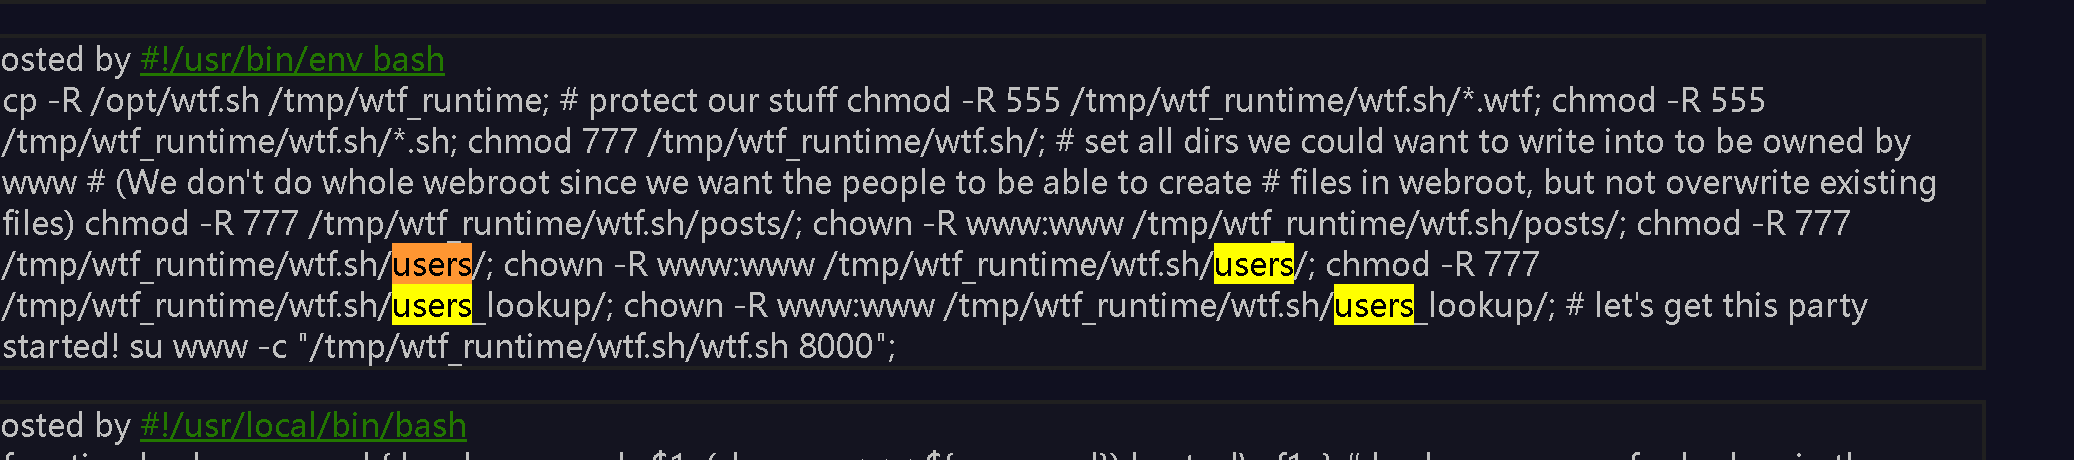 osted by #!/usr/bin/env bash
cp -R /opt/wtf.sh /tmp/wtf_runtime; # protect our stuff chmod -R 555 /tmp/wtf_runtime/wtf.sh/*.wtf; chmod -R 555
/tmp/wtf_runtime/wtf.sh/*.sh; chmod 777 /tmp/wtf_runtime/wtf.sh/; # set all dirs we could want to write into to be owned by
www # (We don't do whole webroot since we want the people to be able to create # files in webroot, but not overwrite existing
files) chmod -R 777 /tmp/wtf_runtime/wtf.sh/posts/; chown -R www:www /tmp/wtf_runtime/wtf.sh/posts/; chmod -R 777
/tmp/wtf_runtime/wtf.sh/users/; chown -R www:www /tmp/wtf_runtime/wtf.sh/users/; chmod -R 777
/tmp/wtf_runtime/wtf.sh/users_lookup/; chown -R www:www /tmp/wtf_runtime/wtf.sh/users_lookup/; # let's get this party
started! su www -c "/tmp/wtf_runtime/wtf.sh/wtf.sh 8000";
osted by #!/usr/local/bin/bash